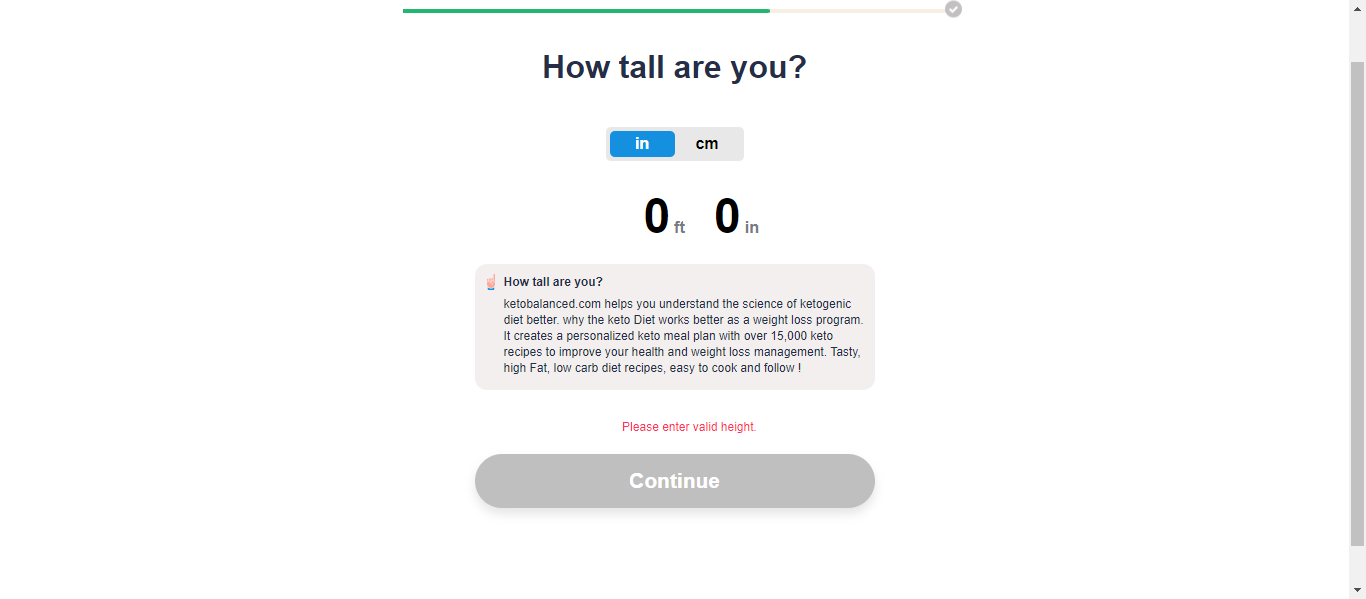 How tall are you?
in cm
0 ft 0 in
How tall are you?
ketobalanced.com helps you understand the science of ketogenic
diet better. why the keto Diet works better as a weight loss program.
It creates a personalized keto meal plan with over 15,000 keto
recipes to improve your health and weight loss management. Tasty,
high Fat, low carb diet recipes, easy to cook and follow !
Please enter valid height.
Continue